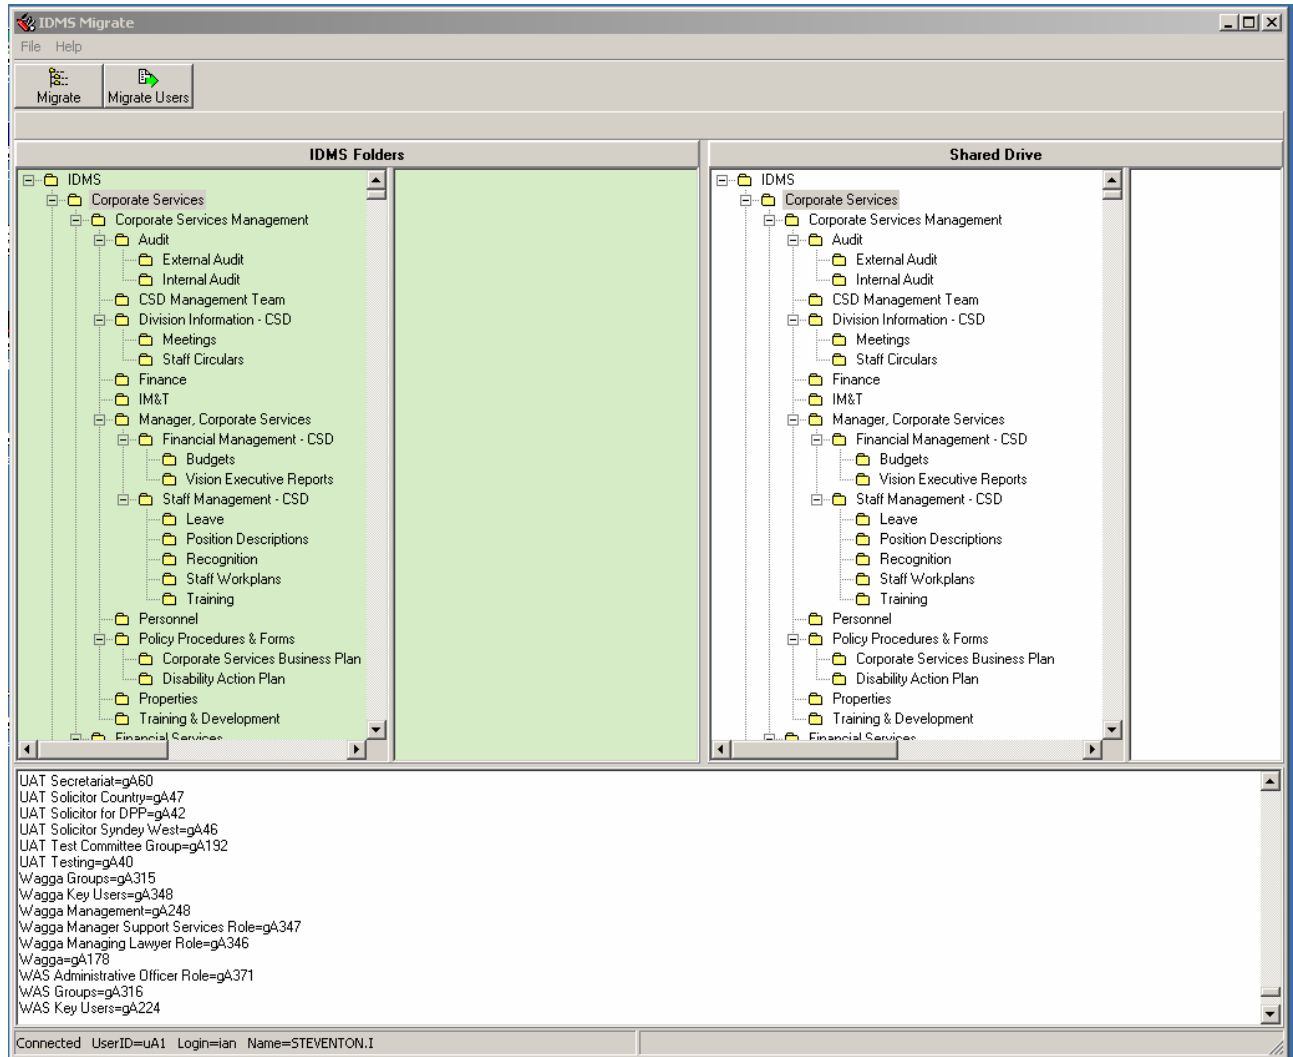 IDMS Migrate
File Help
Migrate Migrate Users
IDMS Folders
IDMS
Corporate Services
Corporate Services Management
Audit
External Audit
Internal Audit
CSD Management Team
Division Information - CSD
Meetings
Staff Circulars
Finance
IM&T
Manager, Corporate Services
Financial Management - CSD
Budgets
Vision Executive Reports
Staff Management - CSD
Leave
Position Descriptions
Recognition
Staff Workplans
Training
Personnel
Policy Procedures & Forms
Corporate Services Business Plan
Disability Action Plan
Properties
Training & Development
Financial Services
Shared Drive
IDMS
Corporate Services
Corporate Services Management
Audit
External Audit
Internal Audit
CSD Management Team
Division Information - CSD
Meetings
Staff Circulars
Finance
IM&T
Manager, Corporate Services
Financial Management - CSD
Budgets
Vision Executive Reports
Staff Management - CSD
Leave
Position Descriptions
Recognition
Staff Workplans
Training
Personnel
Policy Procedures & Forms
Corporate Services Business Plan
Disability Action Plan
Properties
Training & Development
Financial Services
UAT Secretariat=gA60
UAT Solicitor Country=gA47
UAT Solicitor for DPP=gA42
UAT Solicitor Syndey West=gA46
UAT Test Committee Group=gA192
UAT Testing=gA40
Wagga Groups=gA315
Wagga Key Users=gA348
Wagga Management=gA248
Wagga Manager Support Services Role=gA347
Wagga Managing Lawyer Role=gA346
Wagga=gA178
WAS Administrative Officer Role=gA371
WAS Groups=gA316
WAS Key Users=gA224
Connected UserID=uA1 Login=ian Name=STEVENTON.I